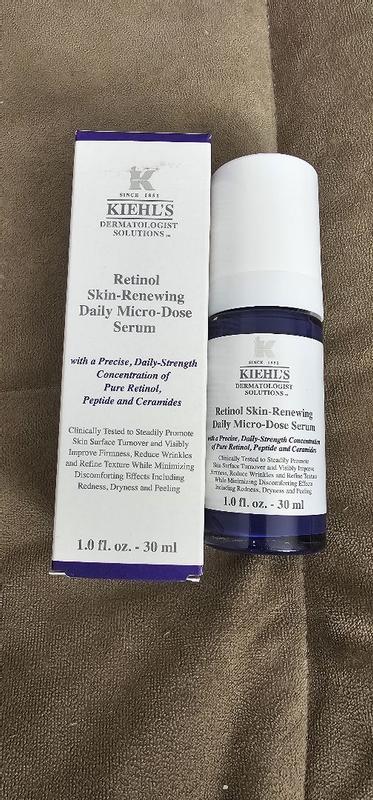 K
SINCE 1851
KIEHL'S
DERMATOLOGIST
SOLUTIONS™
Retinol
Skin-Renewing
Daily Micro-Dose
Serum
with a Precise, Daily-Strength
Concentration of
Pure Retinol,
Peptide and Ceramides
Clinically Tested to Steadily Promote
Skin Surface Turnover and Visibly
Improve Firmness, Reduce Wrinkles
and Refine Texture While Minimizing
Discomforting Effects Including
Redness, Dryness and Peeling
1.0 fl. oz. - 30 ml
K
SINCE 1851
KIEHL'S
DERMATOLOGIST
SOLUTIONS™
Retinol Skin-Renewing
Daily Micro-Dose Serum
with a Precise, Daily-Strength Concentration
of Pure Retinol, Peptide and Ceramides
Clinically Tested to Steadily Promote
Skin Surface Turnover and Visibly Improve
Firmness, Reduce Wrinkles and Refine Texture
While Minimizing Discomforting Effects
Including Redness, Dryness and Peeling
1.0 fl. oz. - 30 ml